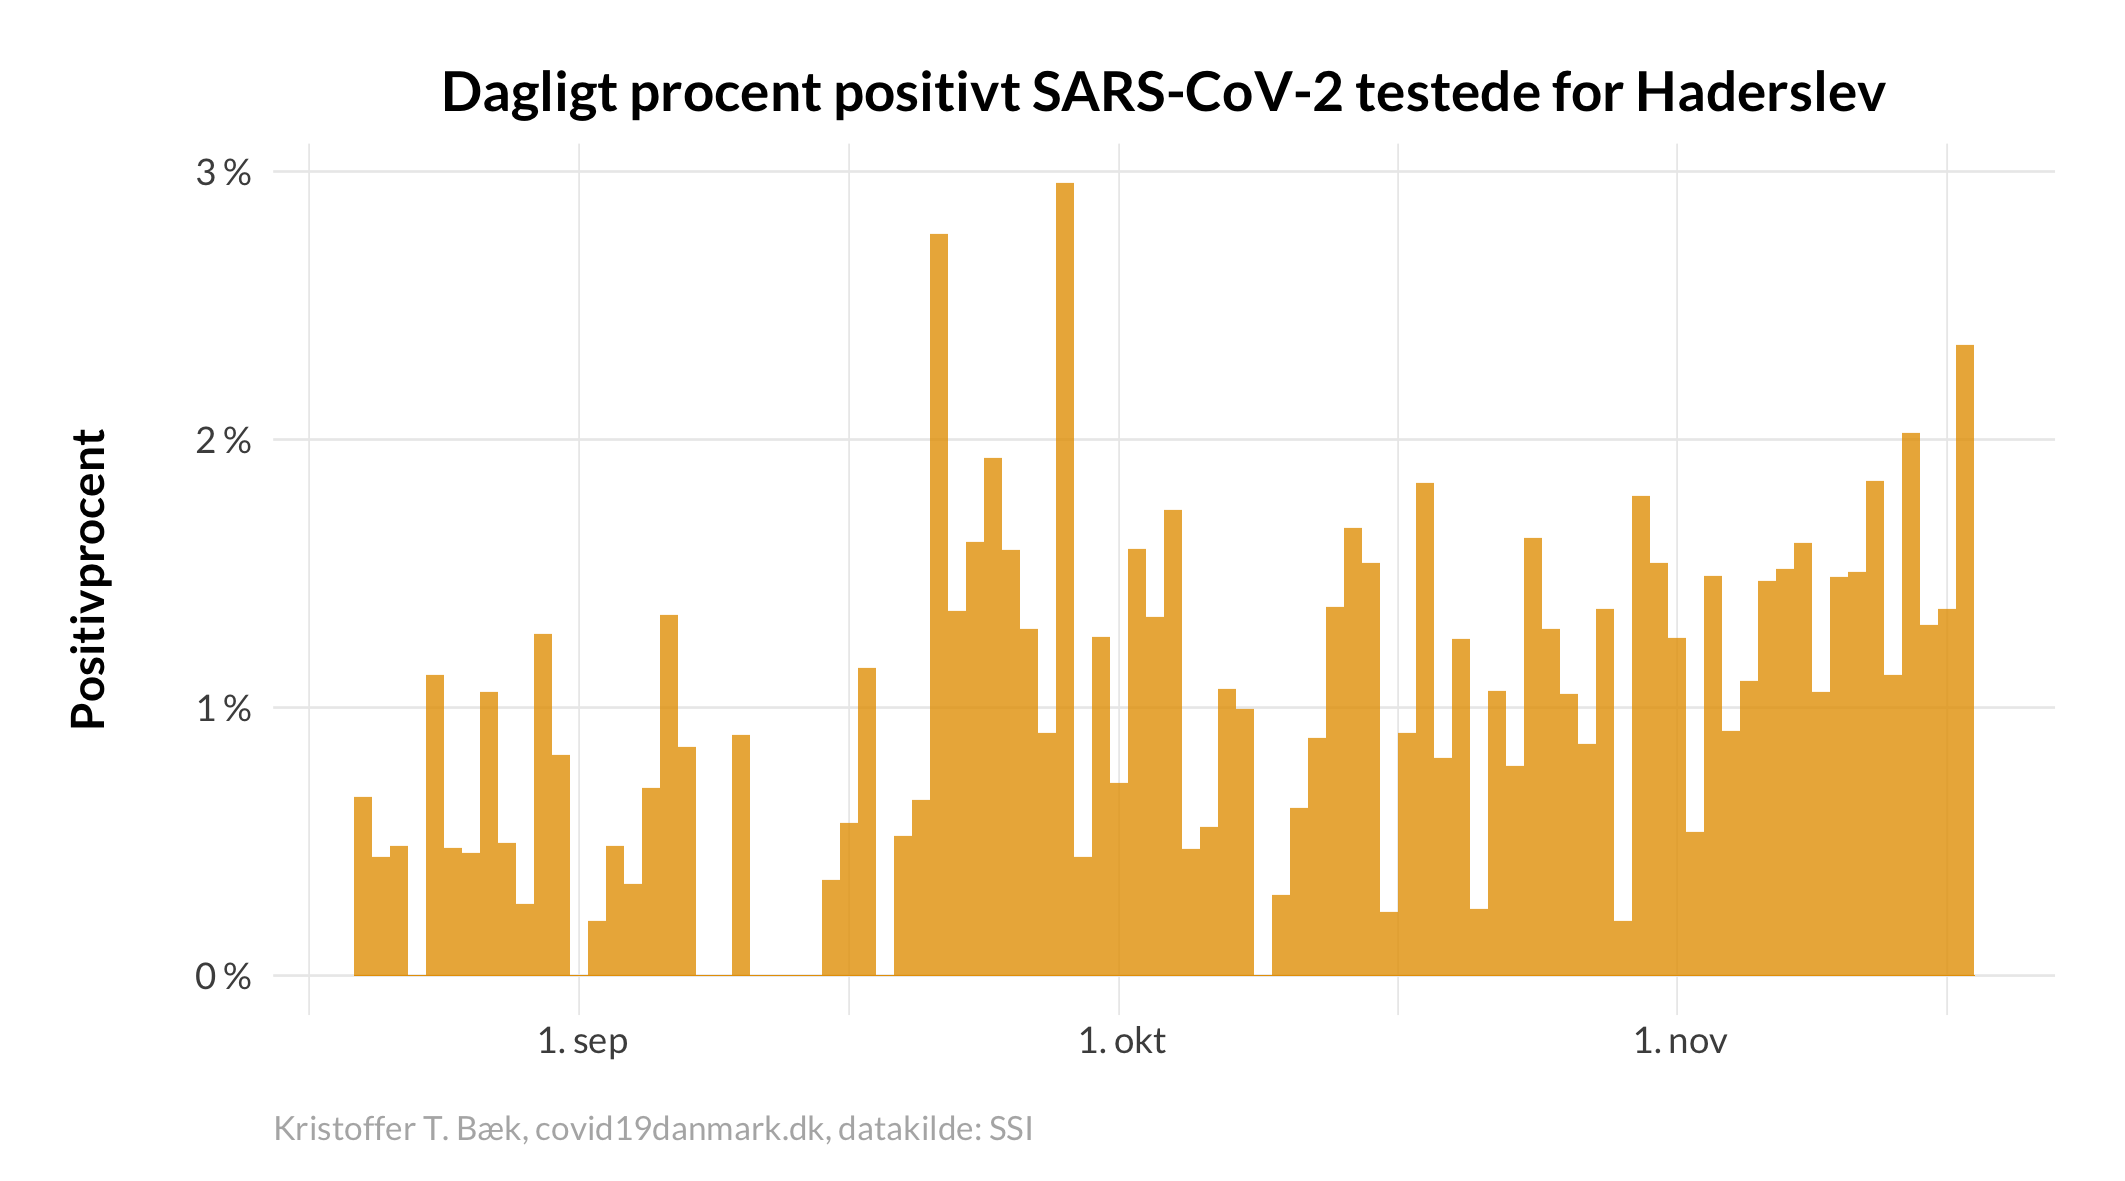 Dagligt procent positivt SARS-CoV-2 testede for Haderslev
Positivprocent
3 %
2 %
1 %
0 %
1. sep
1. okt
1. nov
Kristoffer T. Bæk, covid19danmark.dk, datakilde: SSI